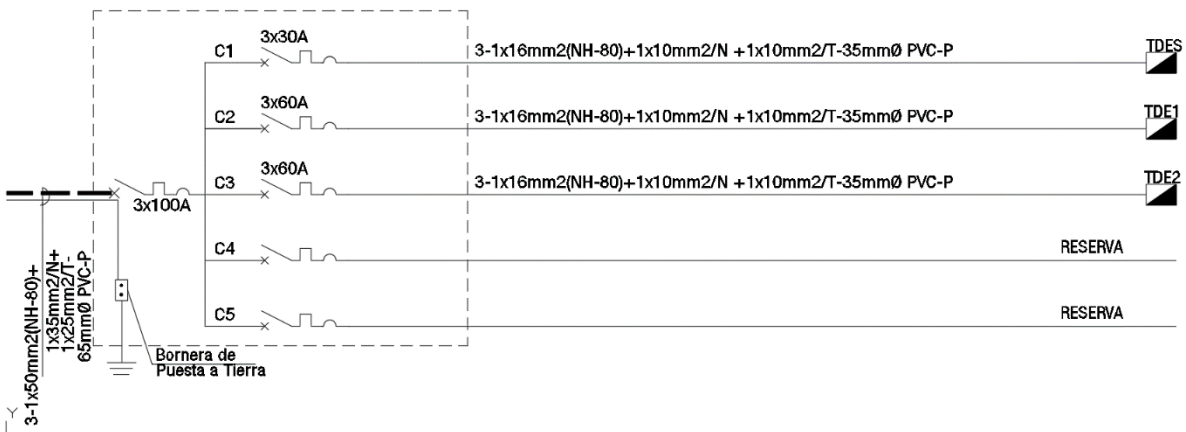 C1
3x30A
3-1x16mm2(NH-80)+1x10mm2/N +1x10mm2/T-35mmØ PVC-P
TDES
C2
3x60A
3-1x16mm2(NH-80)+1x10mm2/N +1x10mm2/T-35mmØ PVC-P
TDE1
C3
3x60A
3-1x16mm2(NH-80)+1x10mm2/N +1x10mm2/T-35mmØ PVC-P
TDE2
3x100A
C4
RESERVA
C5
RESERVA
3-1x50mm2(NH-80)+
1x35mm2/N+
1x25mm2/T-
65mmØ PVC-P
Bornera de
Puesta a Tierra
Y